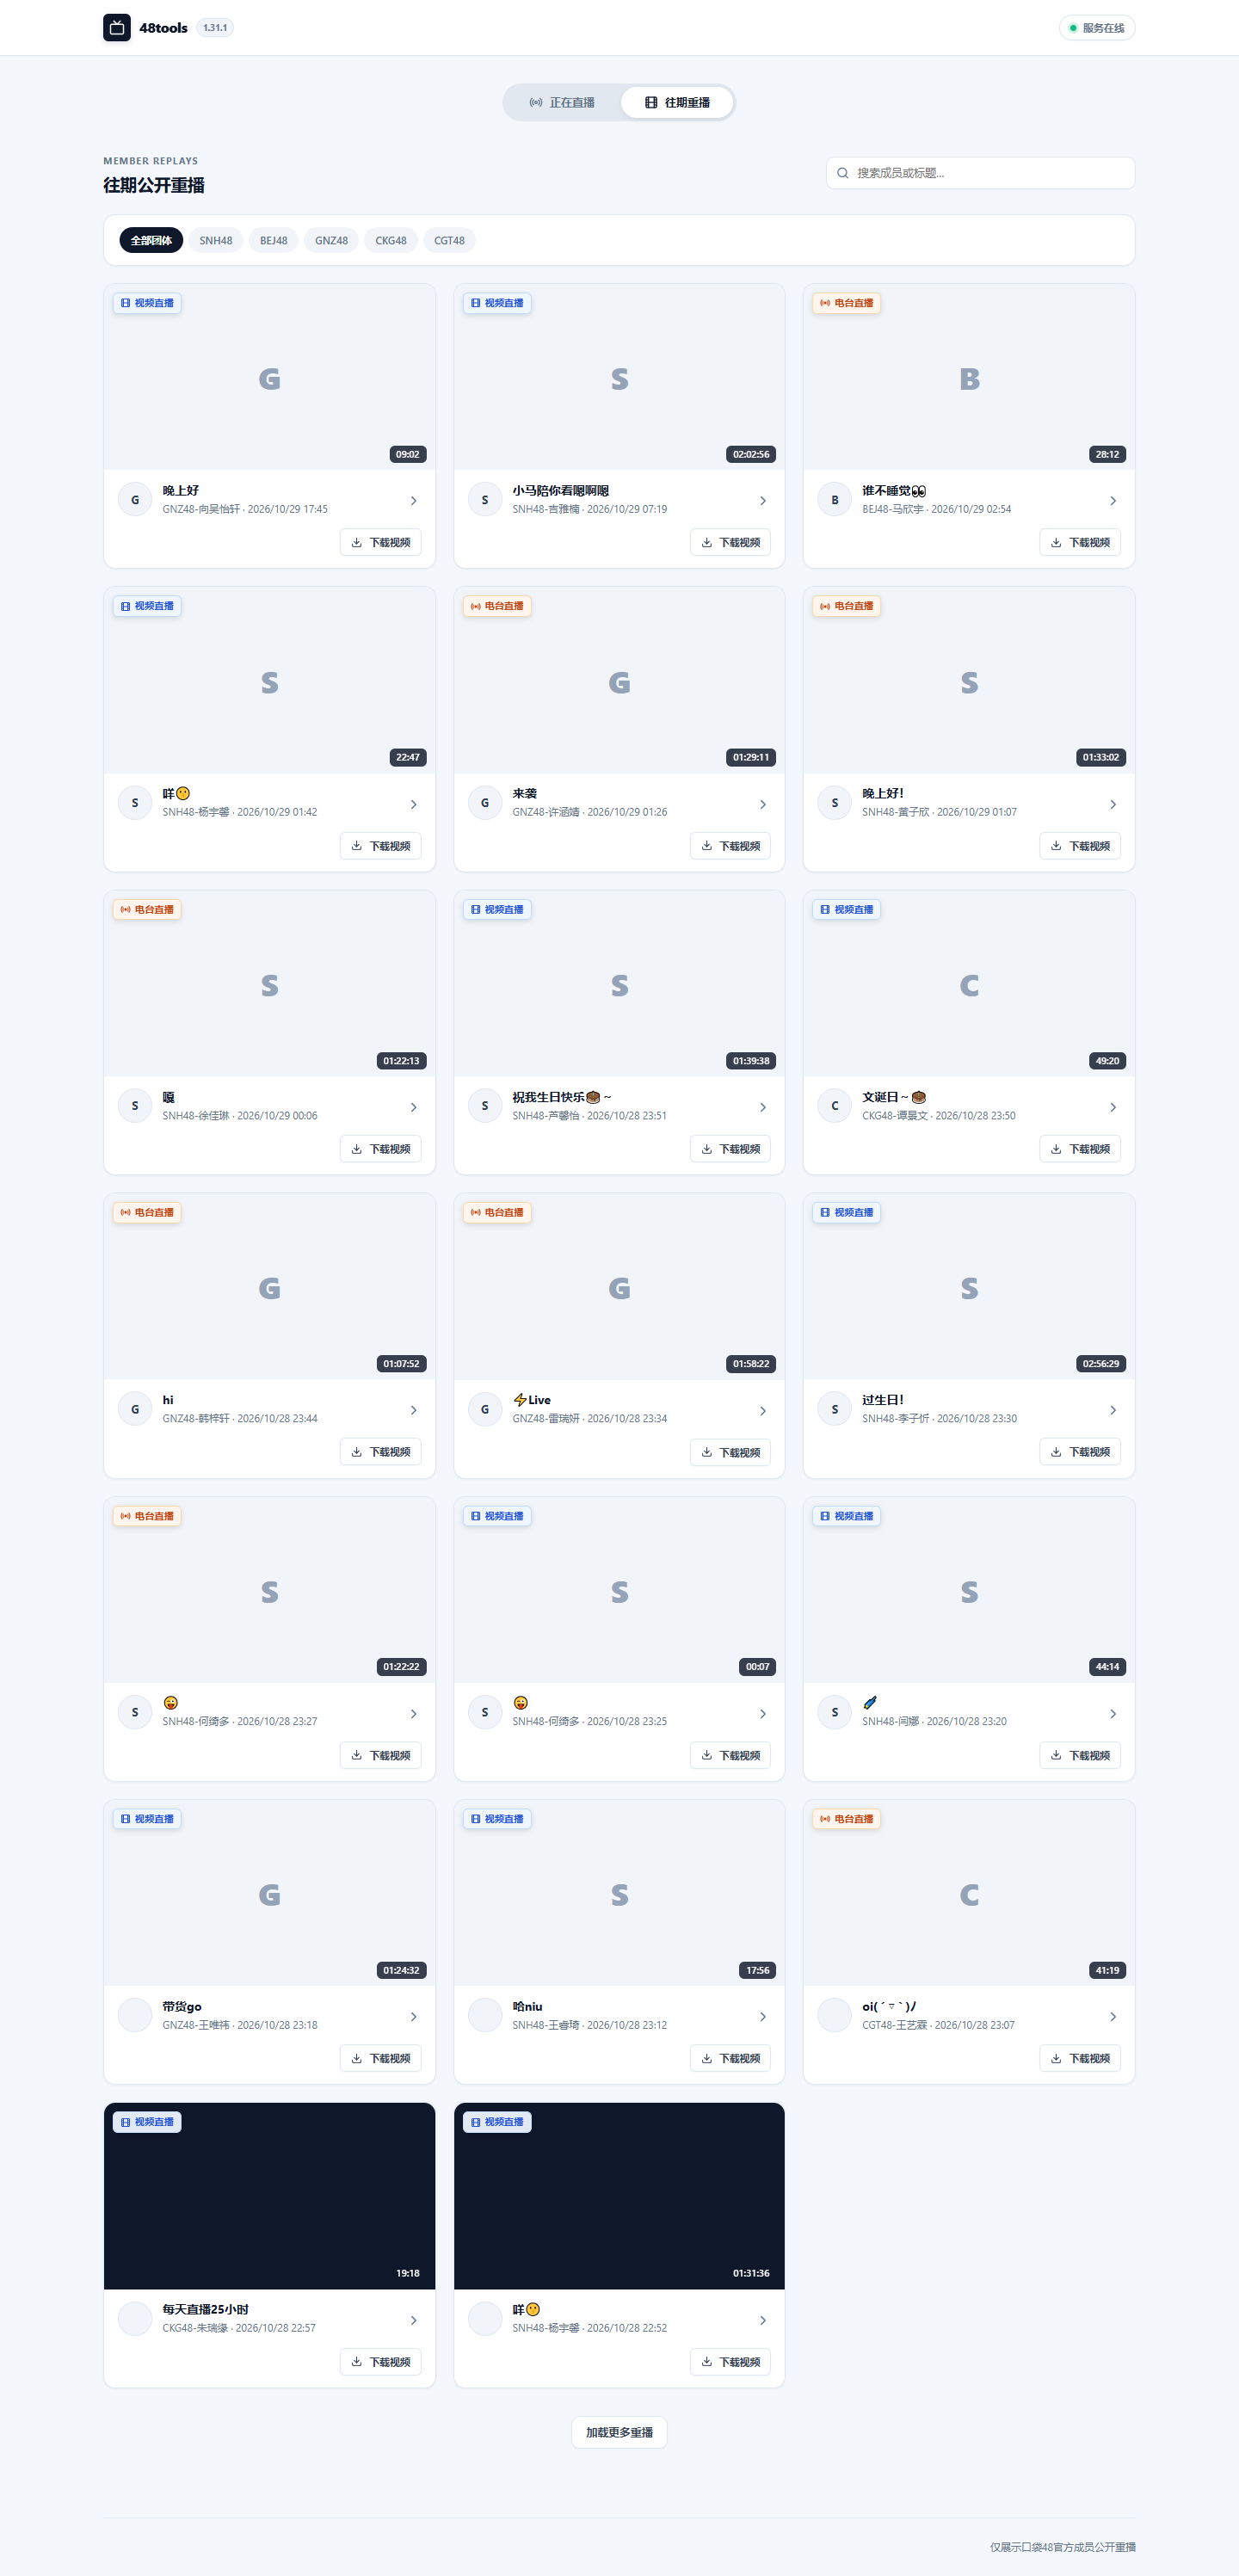 48tools 1.31.1 服务在线
正在直播 往期重播
MEMBER REPLAYS
往期公开重播
搜索成员或标题...
全部团体 SNH48 BEJ48 GNZ48 CKG48 CGT48
视频直播
G
09:02
G
晚上好
GNZ48-向吴怡轩 · 2026/10/29 17:45
下载视频
视频直播
S
02:02:56
S
小马陪你看嗯啊嗯
SNH48-吉雅楠 · 2026/10/29 07:19
下载视频
电台直播
B
28:12
B
谁不睡觉👀
BEJ48-马欣宇 · 2026/10/29 02:54
下载视频
视频直播
S
22:47
S
咩😗
SNH48-杨宇馨 · 2026/10/29 01:42
下载视频
电台直播
G
01:29:11
G
来袭
GNZ48-许涵婧 · 2026/10/29 01:26
下载视频
电台直播
S
01:33:02
S
晚上好！
SNH48-黄子欣 · 2026/10/29 01:07
下载视频
电台直播
S
01:22:13
S
嘎
SNH48-徐佳琳 · 2026/10/29 00:06
下载视频
视频直播
S
01:39:38
S
祝我生日快乐🎂～
SNH48-芦馨怡 · 2026/10/28 23:51
下载视频
视频直播
C
49:20
C
文诞日～🎂
CKG48-谭景文 · 2026/10/28 23:50
下载视频
电台直播
G
01:07:52
G
hi
GNZ48-韩梓轩 · 2026/10/28 23:44
下载视频
电台直播
G
01:58:22
G
⚡Live
GNZ48-雷瑞妍 · 2026/10/28 23:34
下载视频
视频直播
S
02:56:29
S
过生日！
SNH48-李子忻 · 2026/10/28 23:30
下载视频
电台直播
S
01:22:22
S
😜
SNH48-何绮多 · 2026/10/28 23:27
下载视频
视频直播
S
00:07
S
😜
SNH48-何绮多 · 2026/10/28 23:25
下载视频
视频直播
S
44:14
S
SNH48-闫娜 · 2026/10/28 23:20
下载视频
视频直播
G
01:24:32
带货go
GNZ48-王唯祎 · 2026/10/28 23:18
下载视频
视频直播
S
17:56
哈niu
SNH48-王睿琦 · 2026/10/28 23:12
下载视频
电台直播
C
41:19
oi( ´ ▿ ` )ﾉ
CGT48-王艺霖 · 2026/10/28 23:07
下载视频
视频直播
19:18
每天直播25小时
CKG48-朱瑞缘 · 2026/10/28 22:57
下载视频
视频直播
01:31:36
咩😗
SNH48-杨宇馨 · 2026/10/28 22:52
下载视频
加载更多重播
仅展示口袋48官方成员公开重播